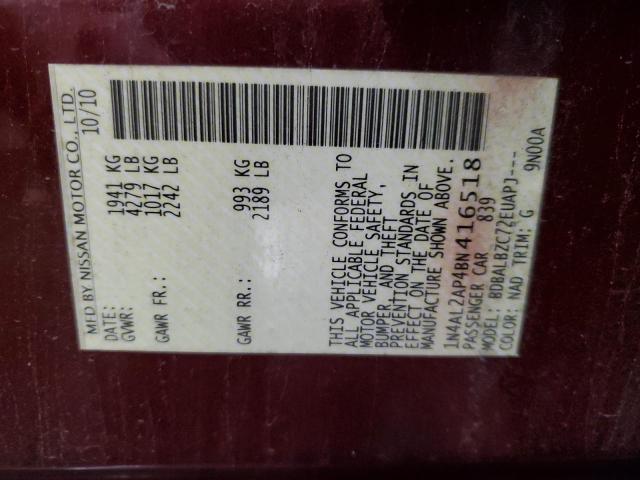 MFD BY NISSAN MOTOR CO., LTD.
DATE: 10/10
GVWR: 1941 KG
4279 LB
GAWR FR.: 1017 KG
2242 LB
GAWR RR.: 993 KG
2189 LB
THIS VEHICLE CONFORMS TO
ALL APPLICABLE FEDERAL
MOTOR VEHICLE SAFETY,
BUMPER, AND THEFT
PREVENTION STANDARDS IN
EFFECT ON THE DATE OF
MANUFACTURE SHOWN ABOVE.
1N4AL2AP4BN416518
PASSENGER CAR 839
MODEL: BDBALBZC72EUAPJ---
COLOR: NAD TRIM: G 9N00A